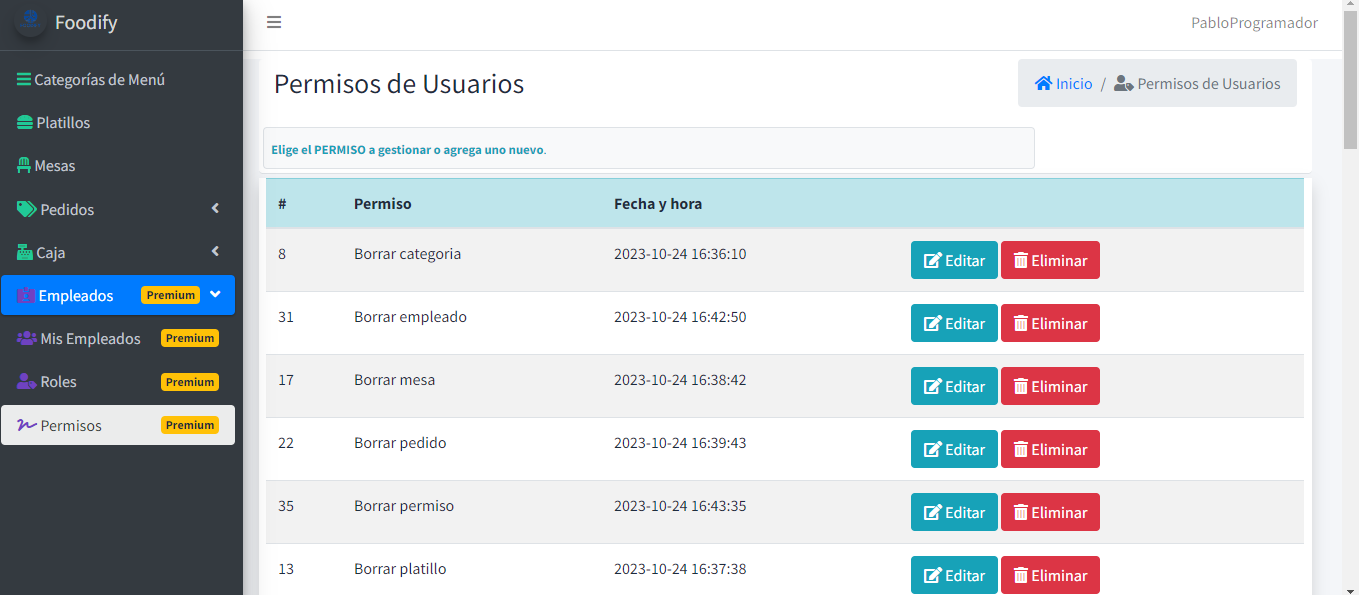 Foodify
PabloProgramador
Categorías de Menú
Platillos
Mesas
Pedidos
Caja
Empleados Premium
Mis Empleados Premium
Roles Premium
Permisos Premium
Permisos de Usuarios
Inicio / Permisos de Usuarios
Elige el PERMISO a gestionar o agrega uno nuevo.
# Permiso Fecha y hora
8 Borrar categoria 2023-10-24 16:36:10 Editar Eliminar
31 Borrar empleado 2023-10-24 16:42:50 Editar Eliminar
17 Borrar mesa 2023-10-24 16:38:42 Editar Eliminar
22 Borrar pedido 2023-10-24 16:39:43 Editar Eliminar
35 Borrar permiso 2023-10-24 16:43:35 Editar Eliminar
13 Borrar platillo 2023-10-24 16:37:38 Editar Eliminar